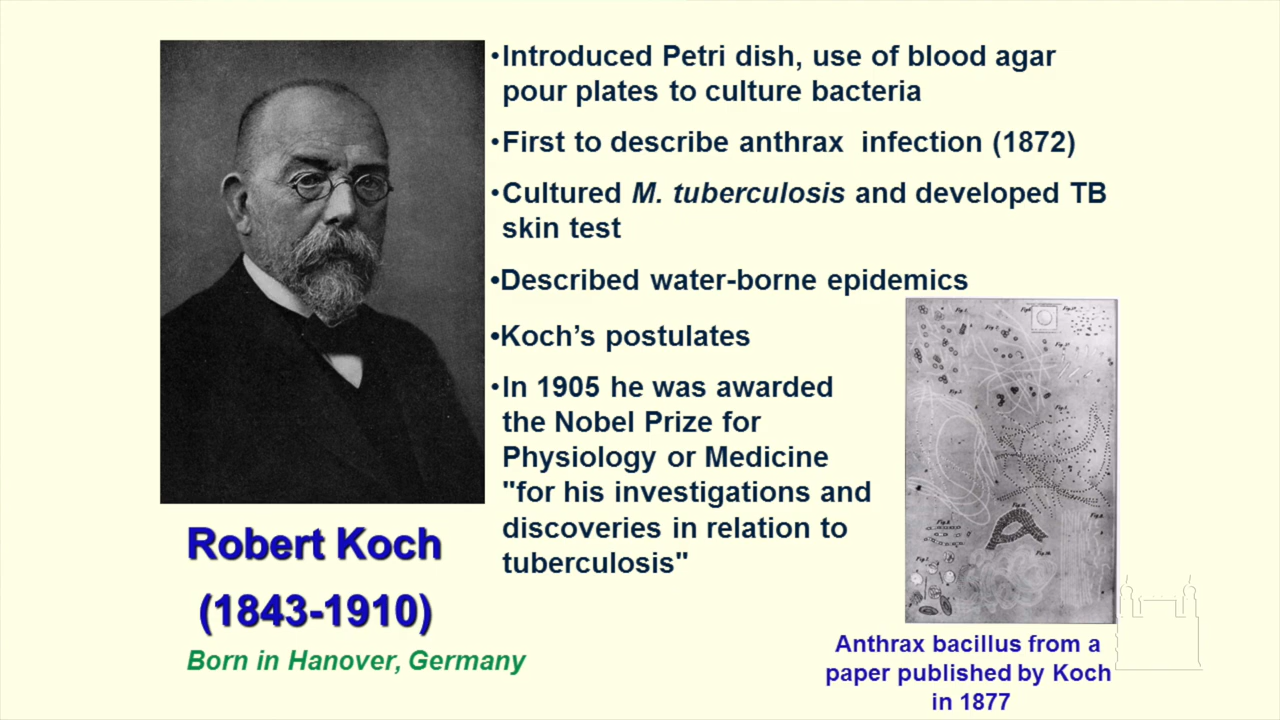 •Introduced Petri dish, use of blood agar
pour plates to culture bacteria
•First to describe anthrax  infection (1872)
•Cultured M. tuberculosis and developed TB
skin test
•Described water-borne epidemics
•Koch's postulates
•In 1905 he was awarded
the Nobel Prize for
Physiology or Medicine
"for his investigations and
discoveries in relation to
tuberculosis"
Robert Koch
(1843-1910)
Born in Hanover, Germany
Anthrax bacillus from a
paper published by Koch
in 1877